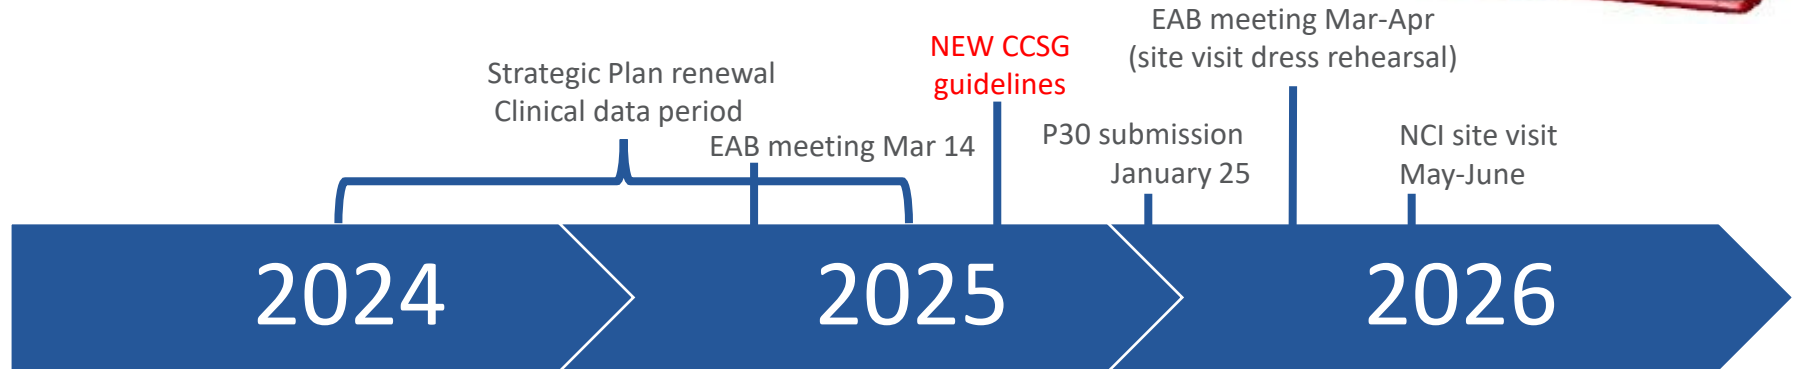 Strategic Plan renewal
Clinical data period
EAB meeting Mar 14
NEW CCSG
guidelines
P30 submission
January 25
EAB meeting Mar-Apr
(site visit dress rehearsal)
NCI site visit
May-June
2024
2025
2026